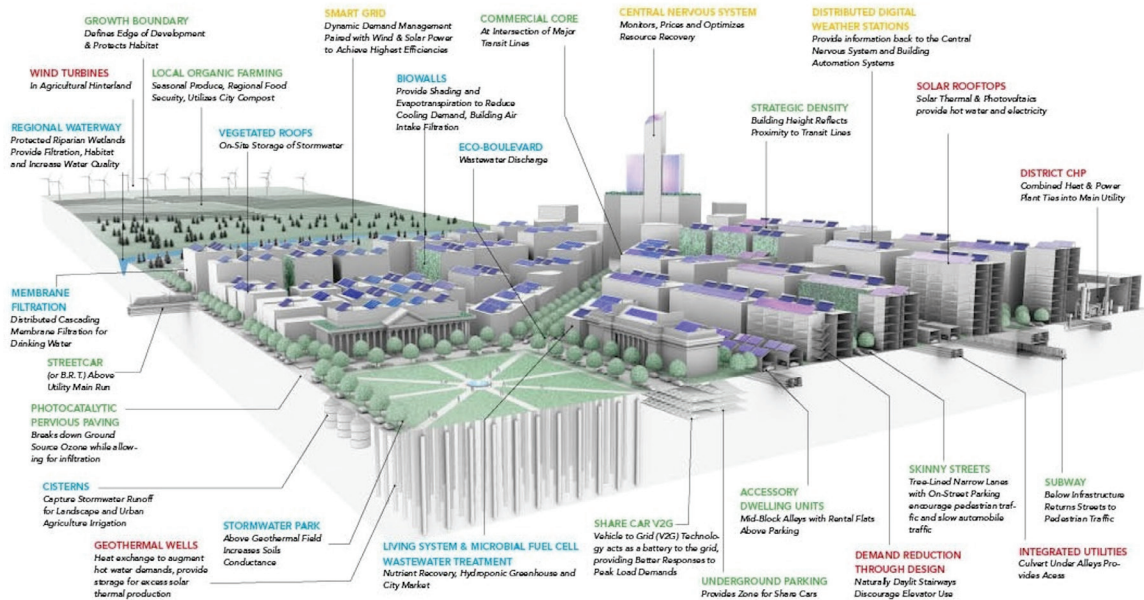 GROWTH BOUNDARY
Defines Edge of Development
& Protects Habitat
SMART GRID
Dynamic Demand Management
Paired with Wind & Solar Power
to Achieve Highest Efficiencies
COMMERCIAL CORE
At Intersection of Major
Transit Lines
CENTRAL NERVOUS SYSTEM
Monitors, Prices and Optimizes
Resource Recovery
DISTRIBUTED DIGITAL
WEATHER STATIONS
Provide information back to the Central
Nervous System and Building
Automation Systems
WIND TURBINES
In Agricultural Hinterland
LOCAL ORGANIC FARMING
Seasonal Produce, Regional Food
Security, Utilizes City Compost
BIOWALLS
Provide Shading and
Evapotranspiration to Reduce
Cooling Demand, Building Air
Intake Filtration
SOLAR ROOFTOPS
Solar Thermal & Photovoltaics
provide hot water and electricity
STRATEGIC DENSITY
Building Height Reflects
Proximity to Transit Lines
REGIONAL WATERWAY
Protected Riparian Wetlands
Provide Filtration, Habitat
and Increase Water Quality
VEGETATED ROOFS
On-Site Storage of Stormwater
ECO-BOULEVARD
Wastewater Discharge
DISTRICT CHP
Combined Heat & Power
Plant Ties into Main Utility
MEMBRANE
FILTRATION
Distributed Cascading
Membrane Filtration for
Drinking Water
STREETCAR
(or B.R.T.) Above
Utility Main Run
PHOTOCATALYTIC
PERVIOUS PAVING
Breaks down Ground
Source Ozone while allow-
ing for infiltration
CISTERNS
Capture Stormwater Runoff
for Landscape and Urban
Agriculture Irrigation
GEOTHERMAL WELLS
Heat exchange to augment
hot water demands, provide
storage for excess solar
thermal production
STORMWATER PARK
Above Geothermal Field
Increases Soils
Conductance
LIVING SYSTEM & MICROBIAL FUEL CELL
WASTEWATER TREATMENT
Nutrient Recovery, Hydroponic Greenhouse and
City Market
SHARE CAR V2G
Vehicle to Grid (V2G) Technolo-
gy acts as a battery to the grid,
providing Better Responses to
Peak Load Demands
UNDERGROUND PARKING
Provides Zone for Share Cars
ACCESSORY
DWELLING UNITS
Mid-Block Alleys with Rental Flats
Above Parking
DEMAND REDUCTION
THROUGH DESIGN
Naturally Daylit Stairways
Discourage Elevator Use
SKINNY STREETS
Tree-Lined Narrow Lanes
with On-Street Parking
encourage pedestrian traf-
fic and slow automobile
traffic
SUBWAY
Below Infrastructure
Returns Streets to
Pedestrian Traffic
INTEGRATED UTILITIES
Culvert Under Alleys Pro-
vides Acess